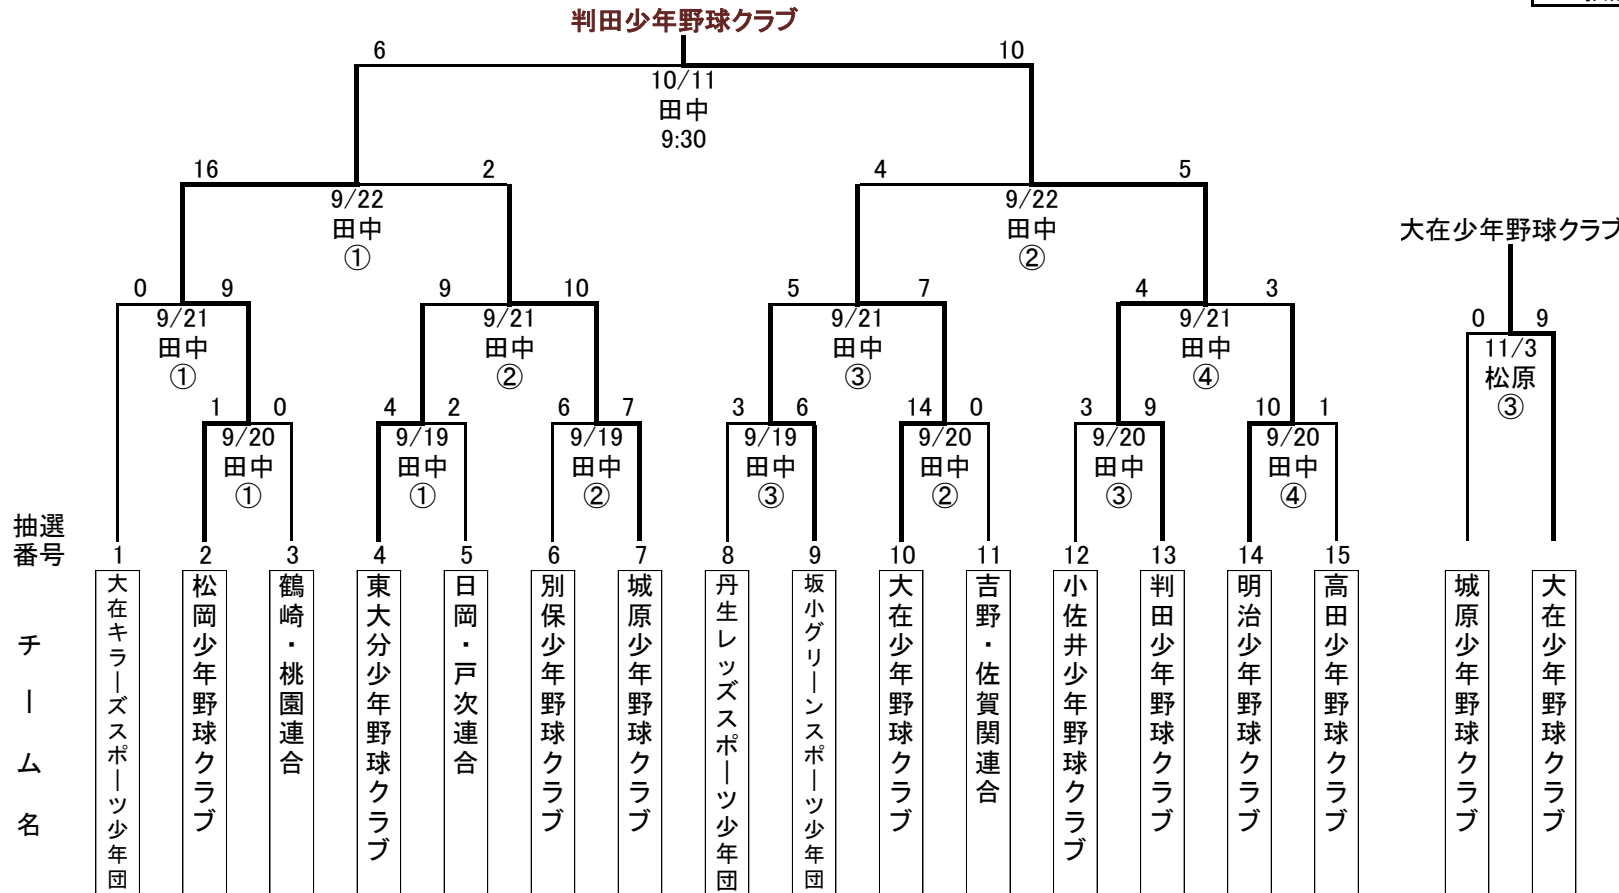 判田少年野球クラブ
6 10
10/11
田中
9:30
16 2 4 5
9/22 9/22
田中 田中
① ②
大在少年野球クラブ
0 9 9 10 5 7 4 3
9/21 9/21 9/21 9/21
田中 田中 田中 田中
① ② ③ ④
0 9
11/3
松原
③
1 0 4 2 6 7 3 6 14 0 3 9 10 1
9/20 9/19 9/19 9/19 9/20 9/20 9/20
田中 田中 田中 田中 田中 田中 田中
① ① ② ③ ② ③ ④
抽選
番号
1 2 3 4 5 6 7 8 9 10 11 12 13 14 15
チーム名
大在キラーズスポーツ少年団
松岡少年野球クラブ
鶴崎・桃園連合
東大分少年野球クラブ
日岡・戸次連合
別保少年野球クラブ
城原少年野球クラブ
丹生レッズスポーツ少年団
坂小グリーンスポーツ少年団
大在少年野球クラブ
吉野・佐賀関連合
小佐井少年野球クラブ
判田少年野球クラブ
明治少年野球クラブ
高田少年野球クラブ
城原少年野球クラブ
大在少年野球クラブ